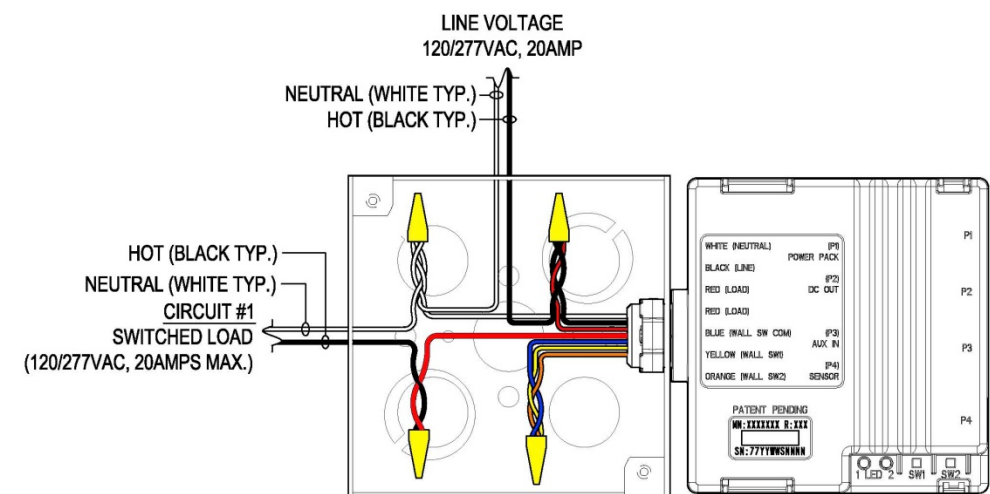 LINE VOLTAGE
120/277VAC, 20AMP
NEUTRAL (WHITE TYP.)
HOT (BLACK TYP.)
HOT (BLACK TYP.)
NEUTRAL (WHITE TYP.)
CIRCUIT #1
SWITCHED LOAD
(120/277VAC, 20AMPS MAX.)
WHITE (NEUTRAL) (P1)
POWER PACK
BLACK (LINE)
(P2)
RED (LOAD) DC OUT
RED (LOAD)
BLUE (WALL SW COM) (P3)
AUX IN
YELLOW (WALL SW1)
(P4)
ORANGE (WALL SW2) SENSOR
PATENT PENDING
MN:XXXXXXX R:XXX
SN:77YYWWSNNNN
P1
P2
P3
P4
1 LED 2 SW1 SW2